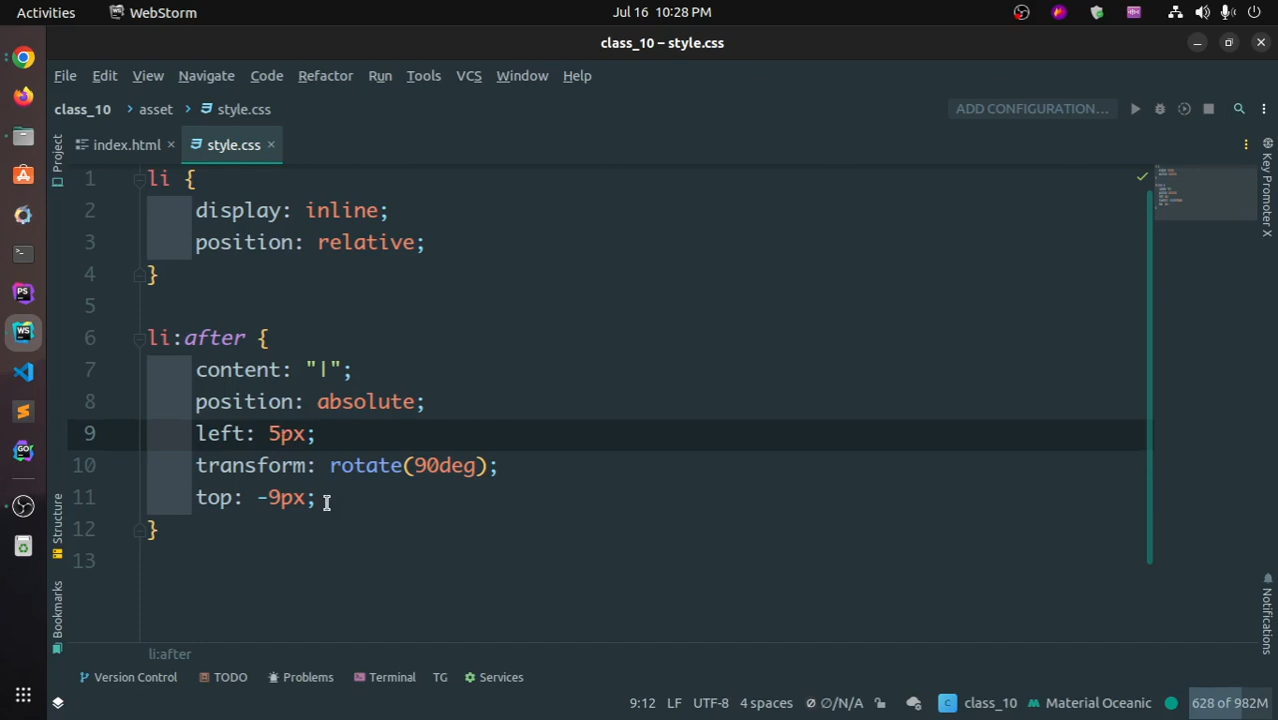 Activities WebStorm Jul 16 10:28 PM
class_10 – style.css
File Edit View Navigate Code Refactor Run Tools VCS Window Help
class_10 asset style.css ADD CONFIGURATION...
Project index.html style.css Key Promoter X
1 li {
2 display: inline;
3 position: relative;
4 }
5
6 li:after {
7 content: "|";
8 position: absolute;
9 left: 5px;
10 transform: rotate(90deg);
11 top: -9px;
12 }
13
Structure
Bookmarks
Notifications
li:after
Version Control TODO Problems Terminal TG Services
9:12 LF UTF-8 4 spaces ∅/N/A C class_10 Material Oceanic 628 of 982M
PS
WS
GO